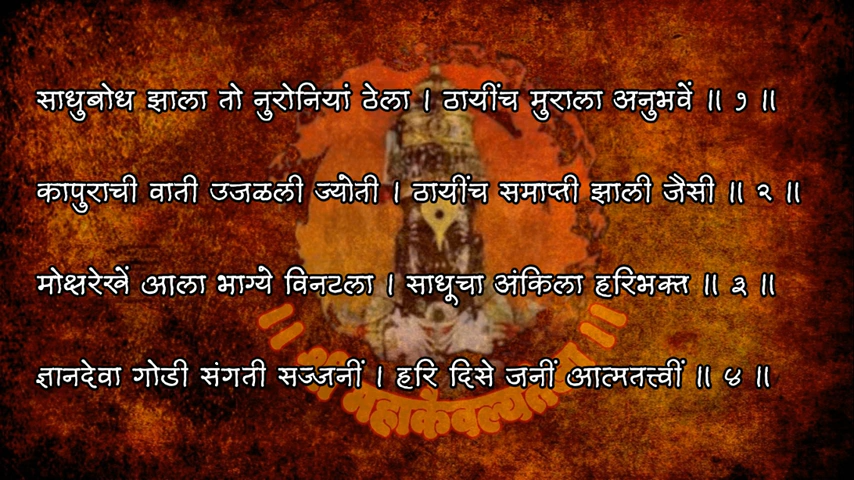 साधुबोध झाला तो नुरोनियां ठेला । ठायींच मुराला अनुभवें ॥ १ ॥
कापुराची वाती उजळली ज्योती । ठायींच समाप्ती झाली जैसी ॥ २ ॥
मोक्षरेखें आला भाग्ये विनटला । साधूचा अंकिला हरिभक्त ॥ ३ ॥
ज्ञानदेवा गोडी संगती सज्जनीं । हरि दिसे जनीं आत्मतत्त्वीं ॥ ४ ॥